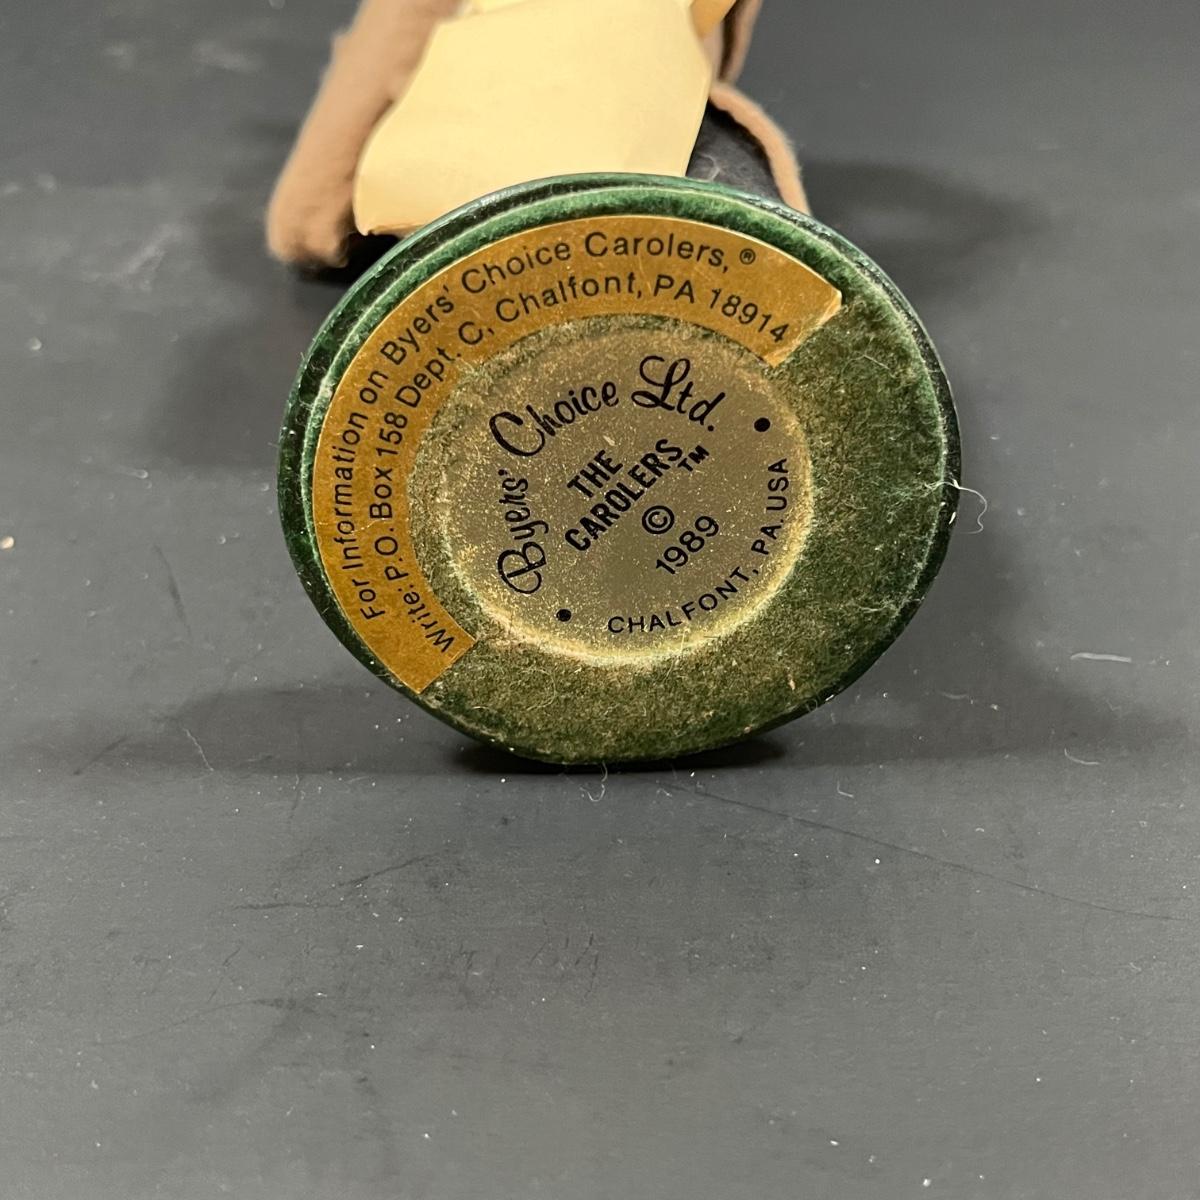 For Information on Byers' Choice Carolers,®
Write: P.O. Box 158 Dept. C, Chalfont, PA 18914
Byers' Choice Ltd.
THE
CAROLERS™
©
1989
CHALFONT, PA. USA